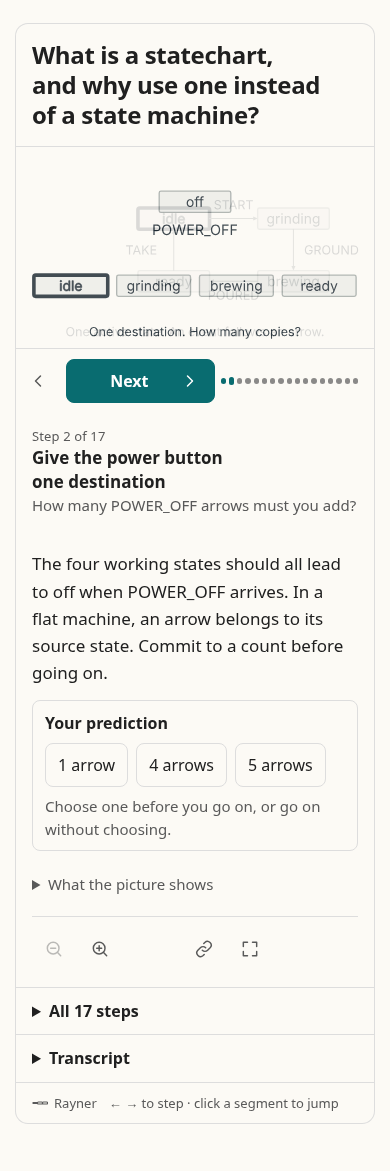 What is a statechart,
and why use one instead
of a state machine?
off
START
idle
grinding
POWER_OFF
TAKE
GROUND
ready
brewing
POURED
idle
grinding
brewing
ready
One destination. How many copies?
Next
Step 2 of 17
Give the power button
one destination
How many POWER_OFF arrows must you add?
The four working states should all lead
to off when POWER_OFF arrives. In a
flat machine, an arrow belongs to its
source state. Commit to a count before
going on.
Your prediction
1 arrow
4 arrows
5 arrows
Choose one before you go on, or go on
without choosing.
What the picture shows
All 17 steps
Transcript
Rayner ← → to step · click a segment to jump